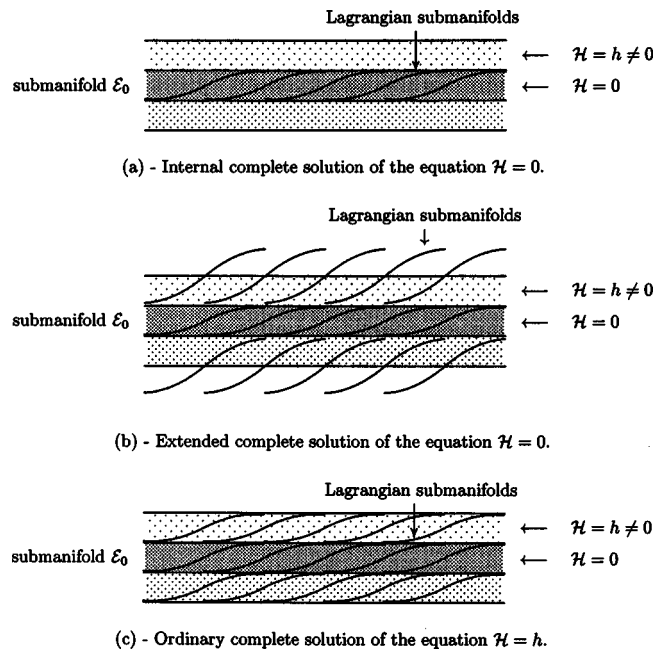 Lagrangian submanifolds
← ℋ = h ≠ 0
submanifold ℰ₀ ← ℋ = 0
(a) - Internal complete solution of the equation ℋ = 0.
Lagrangian submanifolds
← ℋ = h ≠ 0
submanifold ℰ₀ ← ℋ = 0
(b) - Extended complete solution of the equation ℋ = 0.
Lagrangian submanifolds
← ℋ = h ≠ 0
submanifold ℰ₀ ← ℋ = 0
(c) - Ordinary complete solution of the equation ℋ = h.